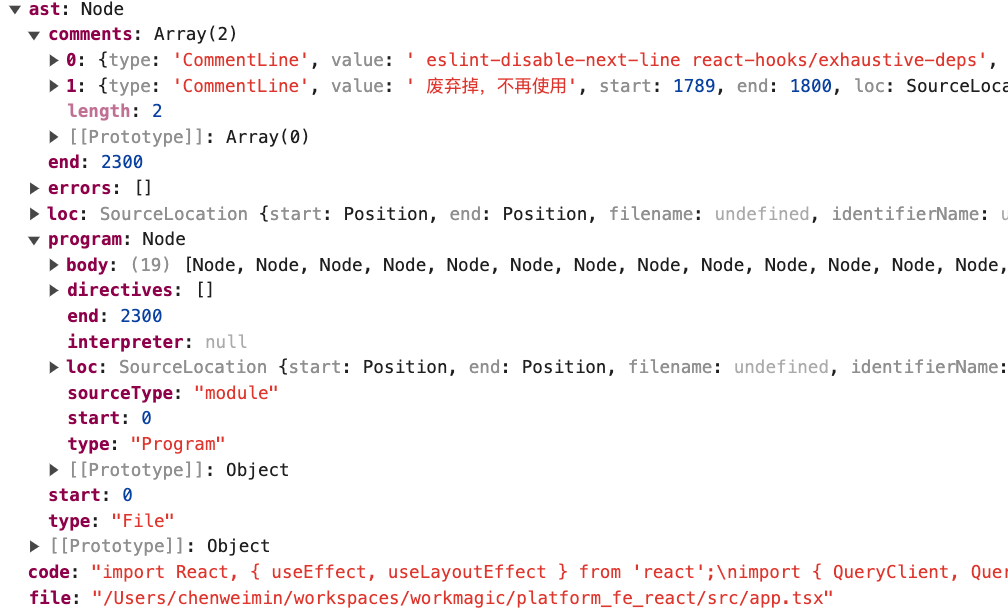 ▼ ast: Node
▼ comments: Array(2)
▶ 0: {type: 'CommentLine', value: ' eslint-disable-next-line react-hooks/exhaustive-deps',
▶ 1: {type: 'CommentLine', value: ' 废弃掉，不再使用', start: 1789, end: 1800, loc: SourceLoca
length: 2
▶ [[Prototype]]: Array(0)
end: 2300
▶ errors: []
▶ loc: SourceLocation {start: Position, end: Position, filename: undefined, identifierName: u
▼ program: Node
▶ body: (19) [Node, Node, Node, Node, Node, Node, Node, Node, Node, Node, Node, Node, Node,
▶ directives: []
end: 2300
interpreter: null
▶ loc: SourceLocation {start: Position, end: Position, filename: undefined, identifierName:
sourceType: "module"
start: 0
type: "Program"
▶ [[Prototype]]: Object
start: 0
type: "File"
▶ [[Prototype]]: Object
code: "import React, { useEffect, useLayoutEffect } from 'react';\nimport { QueryClient, Quer
file: "/Users/chenweimin/workspaces/workmagic/platform_fe_react/src/app.tsx"